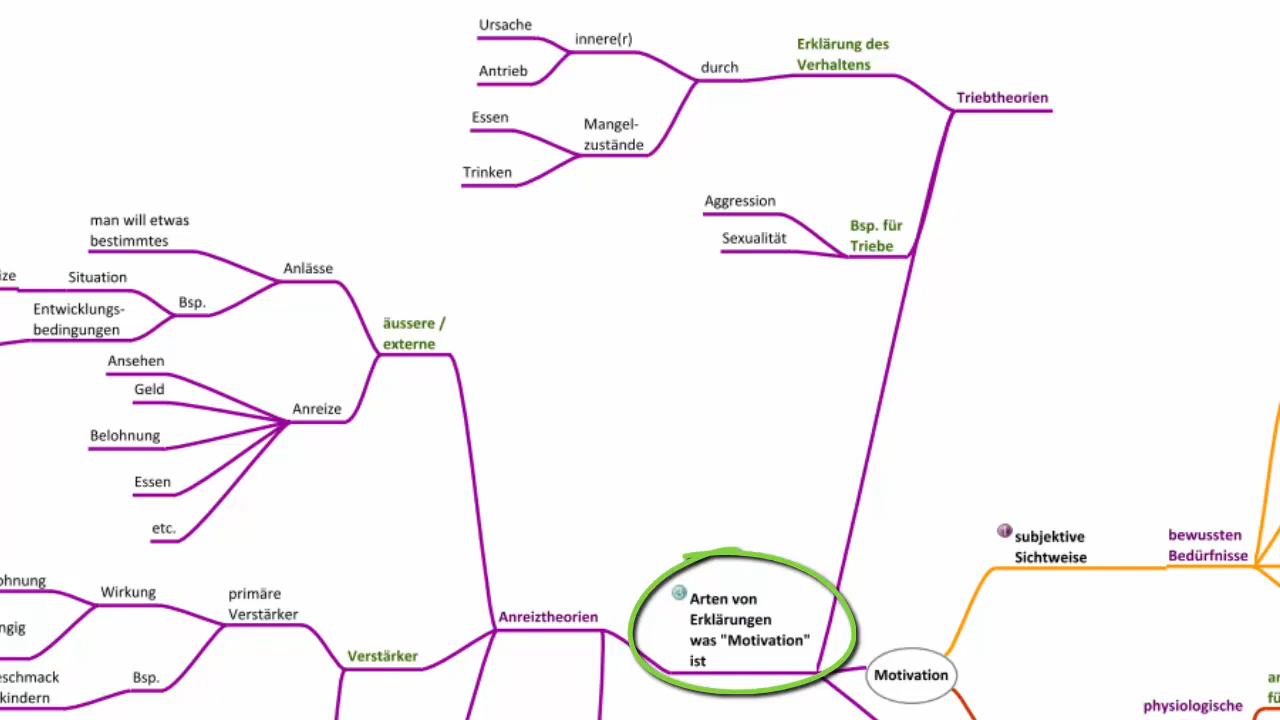 Ursache
innere(r)
Antrieb
durch
Erklärung des
Verhaltens
Triebtheorien
Essen
Mangel-
zustände
Trinken
Aggression
Sexualität
Bsp. für
Triebe
man will etwas
bestimmtes
Anlässe
Situation
Bsp.
Entwicklungs-
bedingungen
äussere /
externe
Ansehen
Geld
Anreize
Belohnung
Essen
etc.
subjektive
Sichtweise
bewussten
Bedürfnisse
Wirkung
primäre
Verstärker
Anreiztheorien
Arten von
Erklärungen
was "Motivation"
ist
Verstärker
Bsp.
kindern
Motivation
physiologische